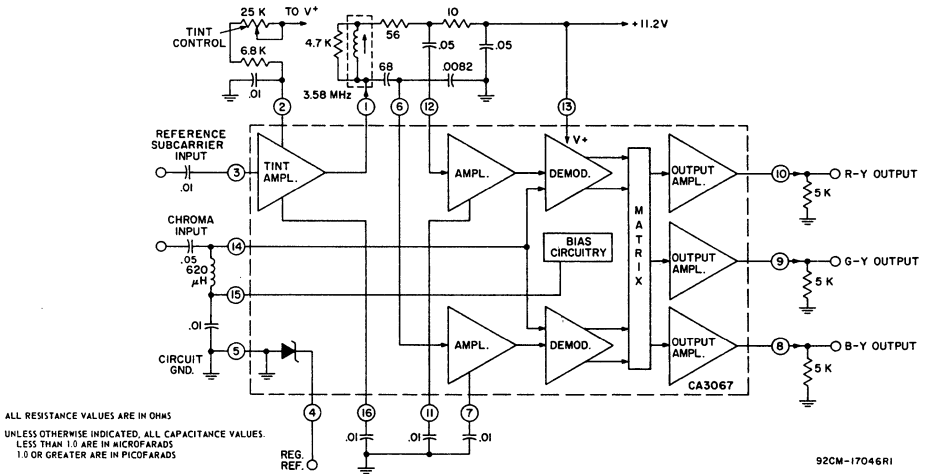 25 K
TO V+
TINT
CONTROL
6.8K
.01
4.7 K
3.58 MHz
56
10
.05
.05
68
.0082
+11.2V
2
1
6
12
13
V+
REFERENCE
SUBCARRIER
INPUT
.01
3
TINT
AMPL.
AMPL.
DEMOD.
MATRIX
OUTPUT
AMPL.
10
R-Y OUTPUT
5 K
CHROMA
INPUT
.05
620
μH
14
15
BIAS
CIRCUITRY
OUTPUT
AMPL.
9
G-Y OUTPUT
5 K
.01
CIRCUIT
GND.
5
AMPL.
DEMOD.
OUTPUT
AMPL.
8
B-Y OUTPUT
5 K
CA3067
4
16
11
7
.01
.01
.01
REG.
REF.
ALL RESISTANCE VALUES ARE IN OHMS
UNLESS OTHERWISE INDICATED, ALL CAPACITANCE VALUES.
LESS THAN 1.0 ARE IN MICROFARADS
1.0 OR GREATER ARE IN PICOFARADS
92CM-17046R1